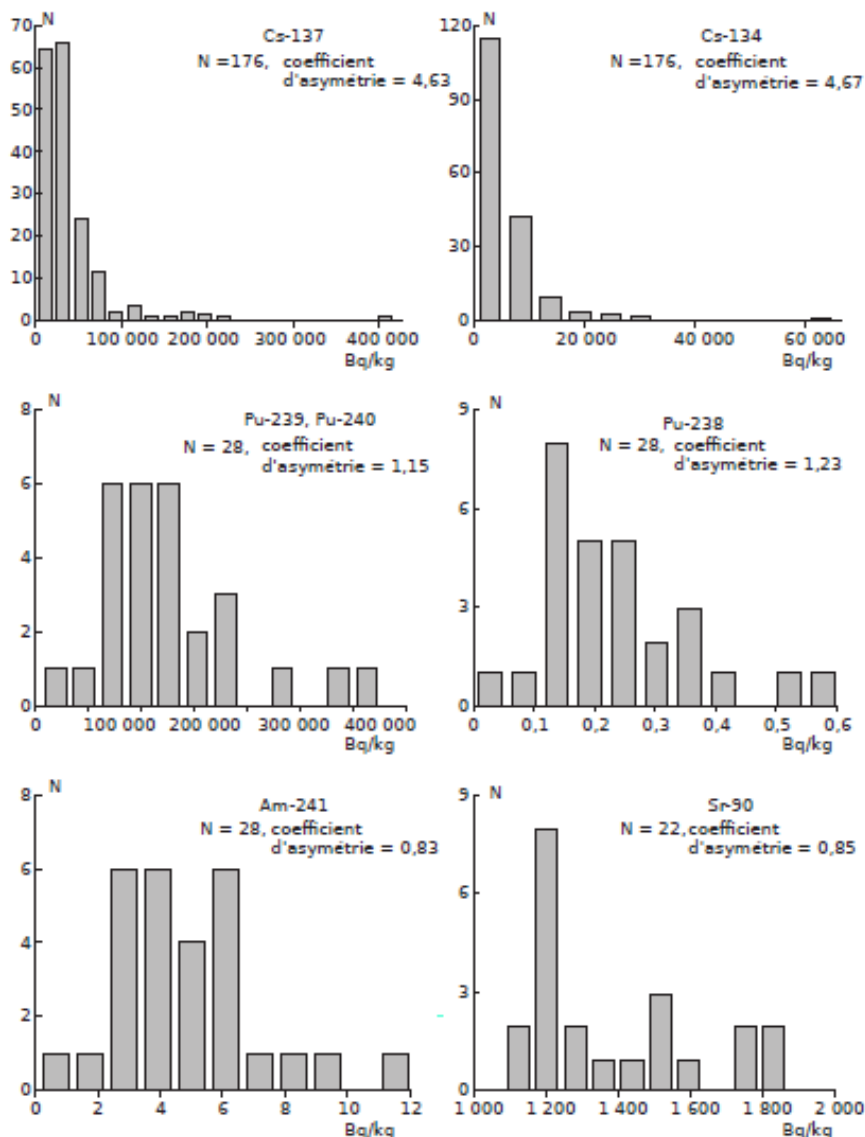 N
Cs-137
N =176, coefficient
d'asymétrie = 4,63
70
60
50
40
30
20
10
0
0 100 000 200 000 300 000 400 000
Bq/kg
N
Cs-134
N =176, coefficient
d'asymétrie = 4,67
120
90
60
30
0
0 20 000 40 000 60 000
Bq/kg
N
Pu-239, Pu-240
N = 28, coefficient
d'asymétrie = 1,15
8
6
4
2
0
0 100 000 200 000 300 000 400 000
Bq/kg
N
Pu-238
N = 28, coefficient
d'asymétrie = 1,23
9
6
3
0
0 0,1 0,2 0,3 0,4 0,5 0,6
Bq/kg
N
Am-241
N = 28, coefficient
d'asymétrie = 0,83
8
6
4
2
0
0 2 4 6 8 10 12
Bq/kg
N
Sr-90
N = 22, coefficient
d'asymétrie = 0,85
9
6
3
0
1 000 1 200 1 400 1 600 1 800 2 000
Bq/kg